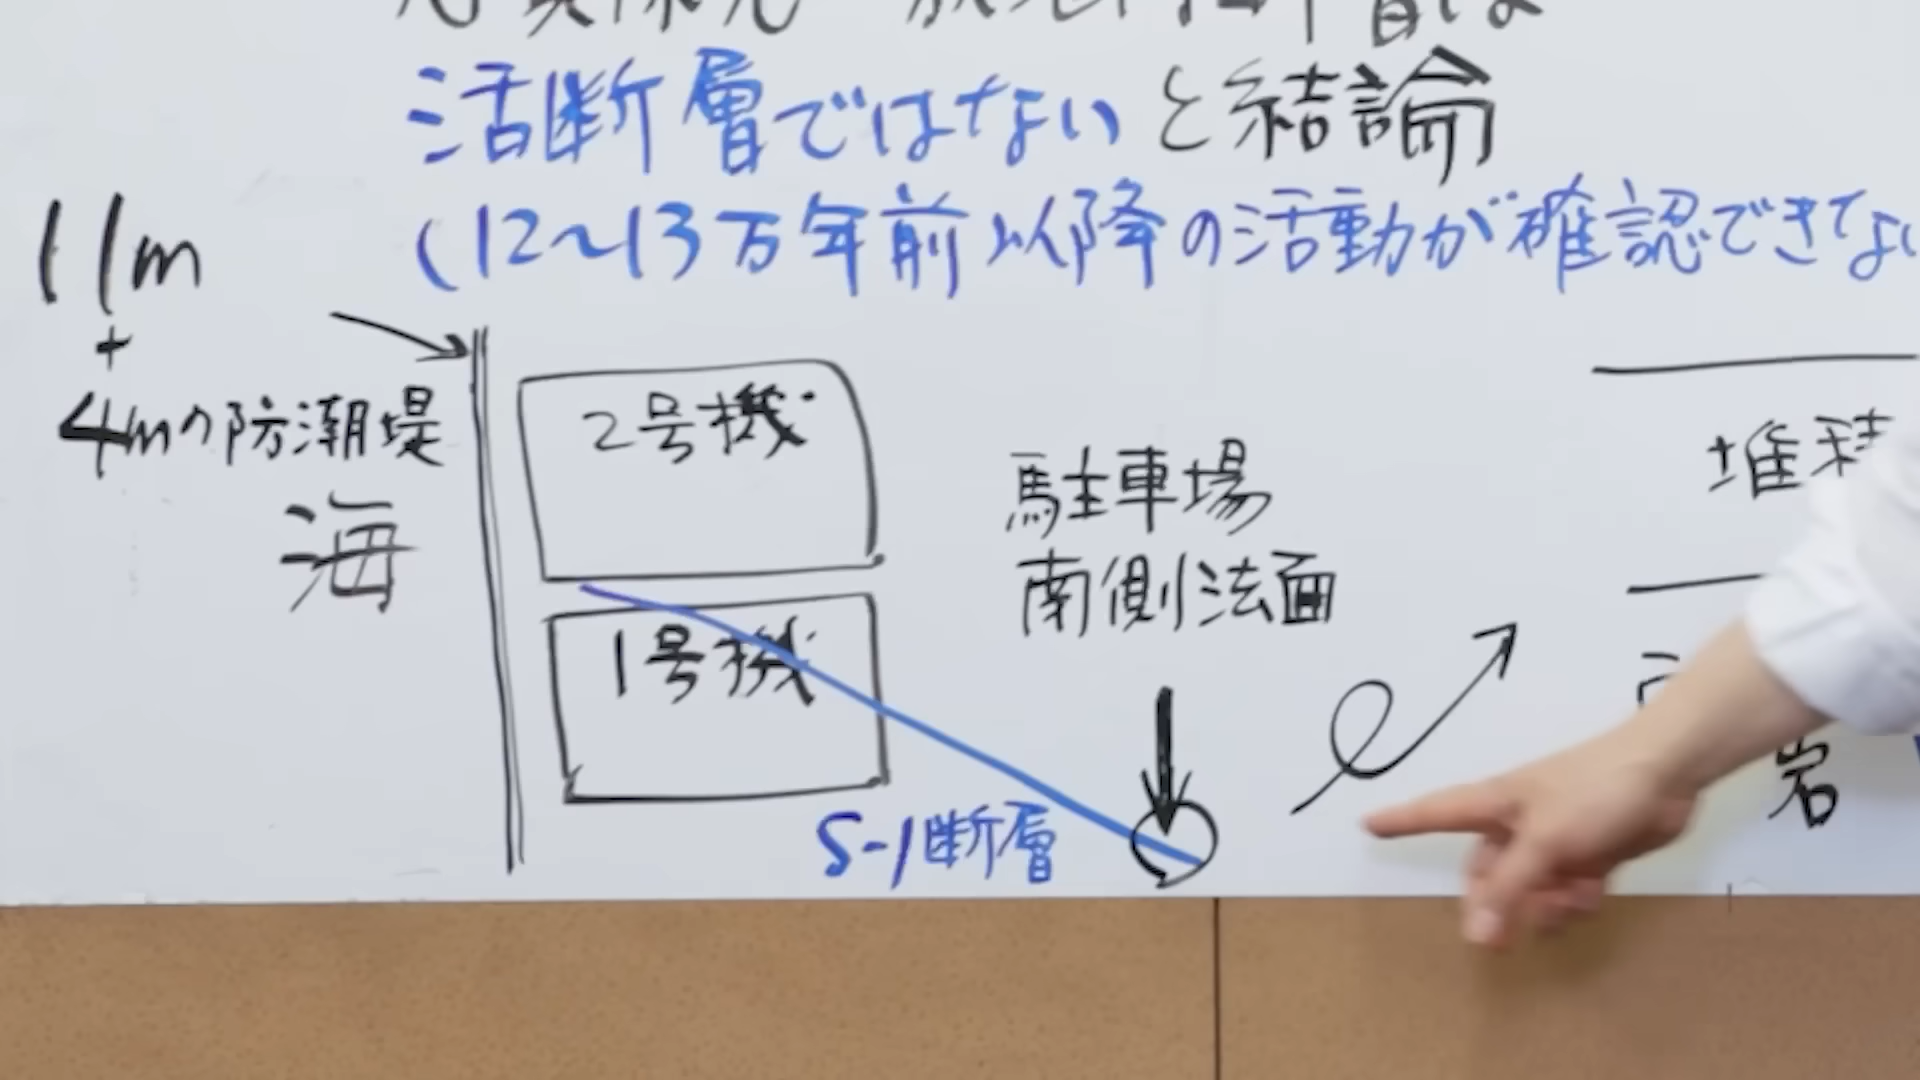 活断層ではないと結論
(12~13万年前以降の活動が確認できな
11m
+
4mの防潮堤
海
2号機
1号機
駐車場
南側法面
S-1断層
堆積
岩